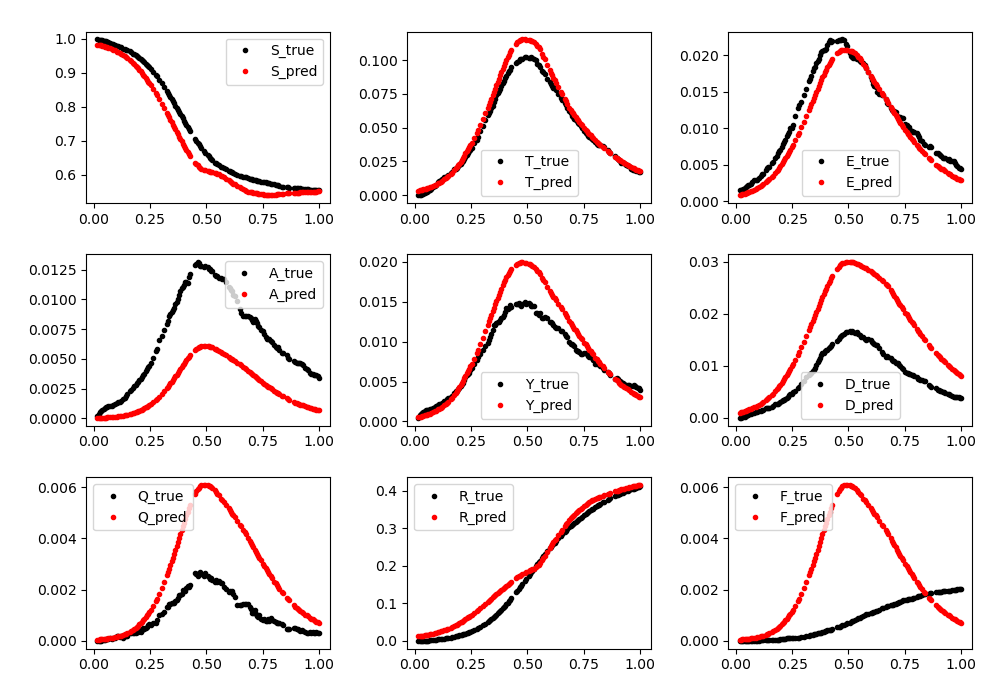 1.0
0.9
0.8
0.7
0.6
0.00 0.25 0.50 0.75 1.00
S_true
S_pred
0.100
0.075
0.050
0.025
0.000
0.00 0.25 0.50 0.75 1.00
T_true
T_pred
0.020
0.015
0.010
0.005
0.000
0.00 0.25 0.50 0.75 1.00
E_true
E_pred
0.0125
0.0100
0.0075
0.0050
0.0025
0.0000
0.00 0.25 0.50 0.75 1.00
A_true
A_pred
0.020
0.015
0.010
0.005
0.000
0.00 0.25 0.50 0.75 1.00
Y_true
Y_pred
0.03
0.02
0.01
0.00
0.00 0.25 0.50 0.75 1.00
D_true
D_pred
0.006
0.004
0.002
0.000
0.00 0.25 0.50 0.75 1.00
Q_true
Q_pred
0.4
0.3
0.2
0.1
0.0
0.00 0.25 0.50 0.75 1.00
R_true
R_pred
0.006
0.004
0.002
0.000
0.00 0.25 0.50 0.75 1.00
F_true
F_pred